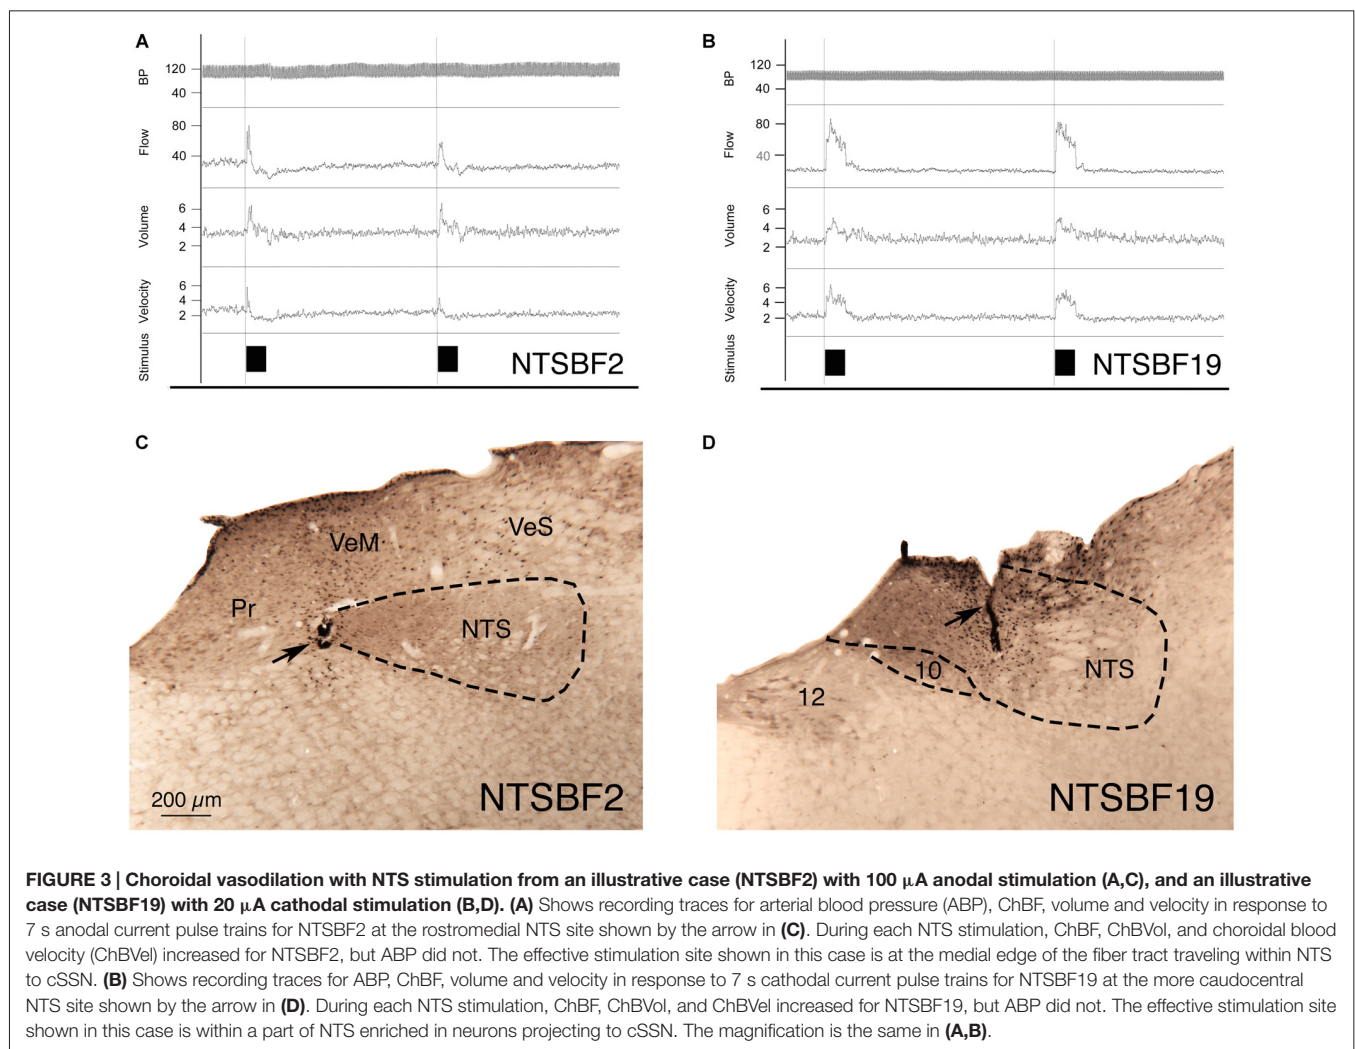 A
BP
120
40
Flow
80
40
Volume
6
4
2
Velocity
6
4
2
Stimulus
NTSBF2
B
BP
120
40
Flow
80
40
Volume
6
4
2
Velocity
6
4
2
Stimulus
NTSBF19
C
VeM
VeS
Pr
NTS
200 µm
NTSBF2
D
10
12
NTS
NTSBF19
FIGURE 3 | Choroidal vasodilation with NTS stimulation from an illustrative case (NTSBF2) with 100 µA anodal stimulation (A,C), and an illustrative
case (NTSBF19) with 20 µA cathodal stimulation (B,D). (A) Shows recording traces for arterial blood pressure (ABP), ChBF, volume and velocity in response to
7 s anodal current pulse trains for NTSBF2 at the rostromedial NTS site shown by the arrow in (C). During each NTS stimulation, ChBF, ChBVol, and choroidal blood
velocity (ChBVel) increased for NTSBF2, but ABP did not. The effective stimulation site shown in this case is at the medial edge of the fiber tract traveling within NTS
to cSSN. (B) Shows recording traces for ABP, ChBF, volume and velocity in response to 7 s cathodal current pulse trains for NTSBF19 at the more caudocentral
NTS site shown by the arrow in (D). During each NTS stimulation, ChBF, ChBVol, and ChBVel increased for NTSBF19, but ABP did not. The effective stimulation site
shown in this case is within a part of NTS enriched in neurons projecting to cSSN. The magnification is the same in (A,B).